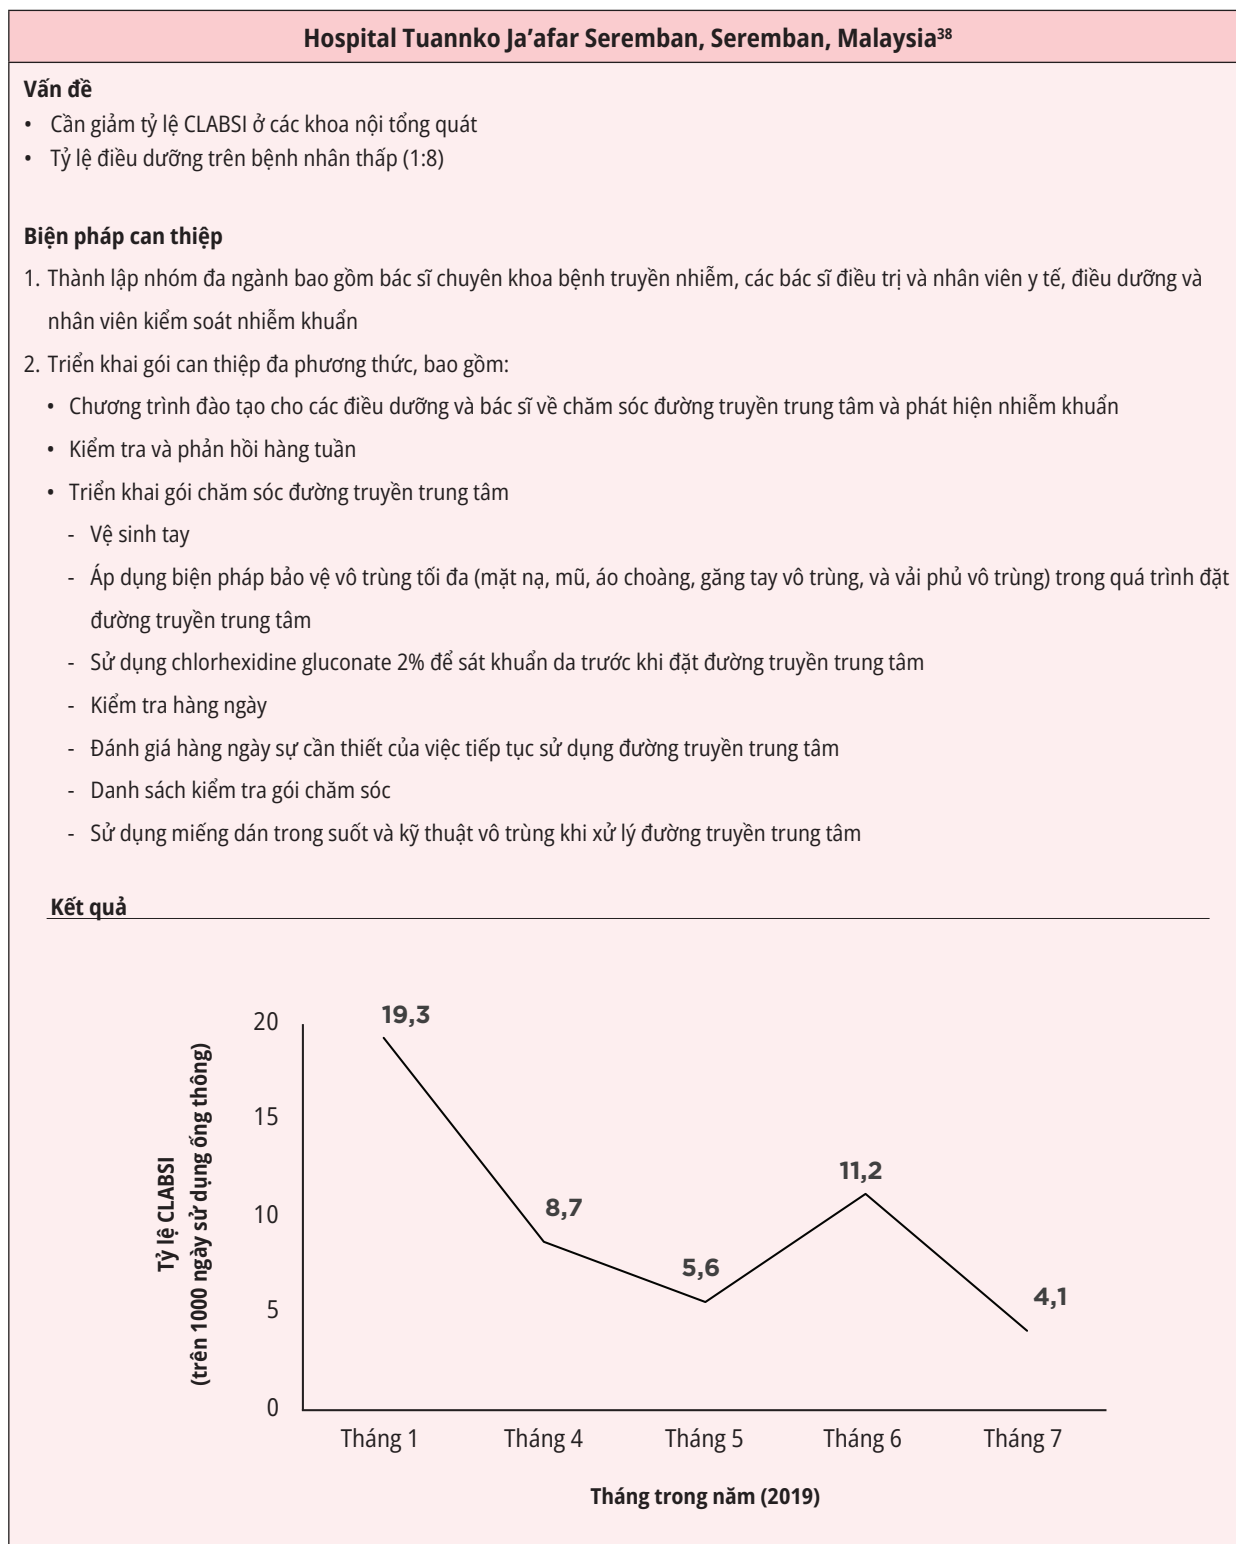 Hospital Tuannko Ja’afar Seremban, Seremban, Malaysia³⁸
Vấn đề
• Cần giảm tỷ lệ CLABSI ở các khoa nội tổng quát
• Tỷ lệ điều dưỡng trên bệnh nhân thấp (1:8)
Biện pháp can thiệp
1. Thành lập nhóm đa ngành bao gồm bác sĩ chuyên khoa bệnh truyền nhiễm, các bác sĩ điều trị và nhân viên y tế, điều dưỡng và
nhân viên kiểm soát nhiễm khuẩn
2. Triển khai gói can thiệp đa phương thức, bao gồm:
• Chương trình đào tạo cho các điều dưỡng và bác sĩ về chăm sóc đường truyền trung tâm và phát hiện nhiễm khuẩn
• Kiểm tra và phản hồi hàng tuần
• Triển khai gói chăm sóc đường truyền trung tâm
- Vệ sinh tay
- Áp dụng biện pháp bảo vệ vô trùng tối đa (mặt nạ, mũ, áo choàng, găng tay vô trùng, và vải phủ vô trùng) trong quá trình đặt
đường truyền trung tâm
- Sử dụng chlorhexidine gluconate 2% để sát khuẩn da trước khi đặt đường truyền trung tâm
- Kiểm tra hàng ngày
- Đánh giá hàng ngày sự cần thiết của việc tiếp tục sử dụng đường truyền trung tâm
- Danh sách kiểm tra gói chăm sóc
- Sử dụng miếng dán trong suốt và kỹ thuật vô trùng khi xử lý đường truyền trung tâm
Kết quả
Tỷ lệ CLABSI
(trên 1000 ngày sử dụng ống thông)
20
15
10
5
0
19,3
8,7
5,6
11,2
4,1
Tháng 1
Tháng 4
Tháng 5
Tháng 6
Tháng 7
Tháng trong năm (2019)